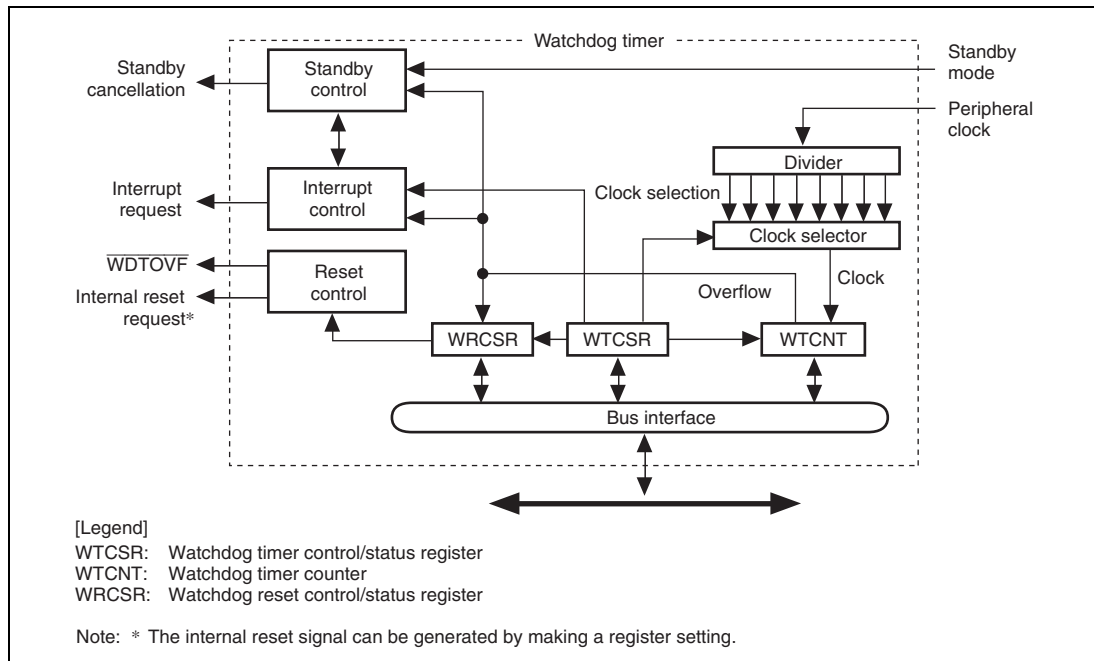 Watchdog timer
Standby
cancellation
Standby
control
Standby
mode
Peripheral
clock
Divider
Interrupt
request
Interrupt
control
Clock selection
Clock selector
WDTOVF
Internal reset
request*
Reset
control
Overflow
Clock
WRCSR
WTCSR
WTCNT
Bus interface
[Legend]
WTCSR: Watchdog timer control/status register
WTCNT: Watchdog timer counter
WRCSR: Watchdog reset control/status register
Note: * The internal reset signal can be generated by making a register setting.